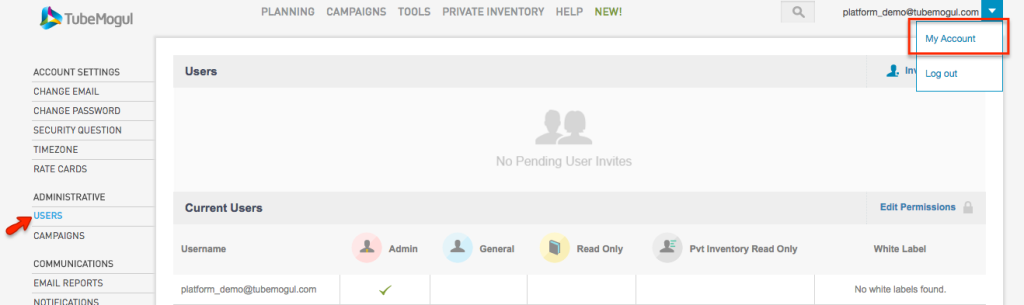 TubeMogul
PLANNING CAMPAIGNS TOOLS PRIVATE INVENTORY HELP NEW!
platform_demo@tubemogul.com
My Account
Log out
ACCOUNT SETTINGS
CHANGE EMAIL
CHANGE PASSWORD
SECURITY QUESTION
TIMEZONE
RATE CARDS
ADMINISTRATIVE
USERS
CAMPAIGNS
COMMUNICATIONS
EMAIL REPORTS
NOTIFICATIONS
Users
No Pending User Invites
Current Users
Edit Permissions
Username Admin General Read Only Pvt Inventory Read Only White Label
platform_demo@tubemogul.com No white labels found.